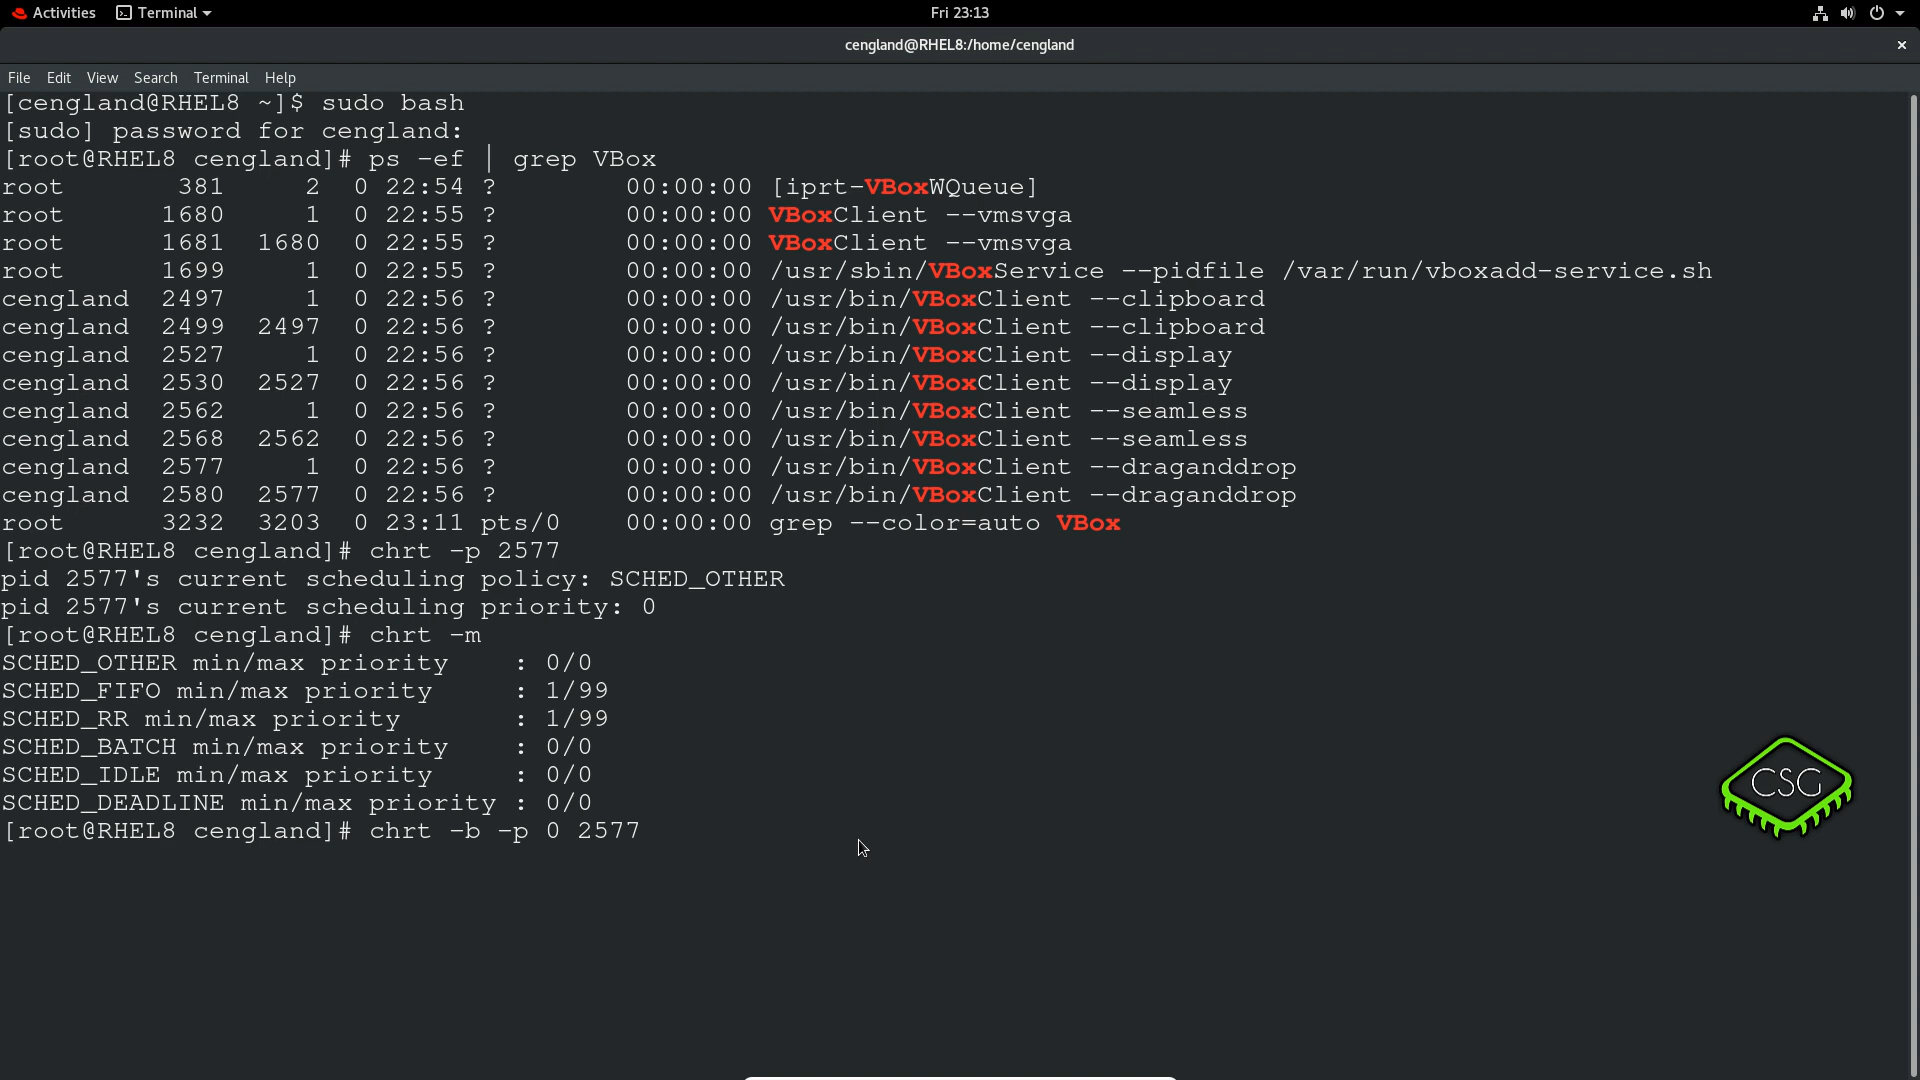 Activities Terminal Fri 23:13
cengland@RHEL8:/home/cengland
File Edit View Search Terminal Help
[cengland@RHEL8 ~]$ sudo bash
[sudo] password for cengland:
[root@RHEL8 cengland]# ps -ef | grep VBox
root 381 2 0 22:54 ? 00:00:00 [iprt-VBoxWQueue]
root 1680 1 0 22:55 ? 00:00:00 VBoxClient --vmsvga
root 1681 1680 0 22:55 ? 00:00:00 VBoxClient --vmsvga
root 1699 1 0 22:55 ? 00:00:00 /usr/sbin/VBoxService --pidfile /var/run/vboxadd-service.sh
cengland 2497 1 0 22:56 ? 00:00:00 /usr/bin/VBoxClient --clipboard
cengland 2499 2497 0 22:56 ? 00:00:00 /usr/bin/VBoxClient --clipboard
cengland 2527 1 0 22:56 ? 00:00:00 /usr/bin/VBoxClient --display
cengland 2530 2527 0 22:56 ? 00:00:00 /usr/bin/VBoxClient --display
cengland 2562 1 0 22:56 ? 00:00:00 /usr/bin/VBoxClient --seamless
cengland 2568 2562 0 22:56 ? 00:00:00 /usr/bin/VBoxClient --seamless
cengland 2577 1 0 22:56 ? 00:00:00 /usr/bin/VBoxClient --draganddrop
cengland 2580 2577 0 22:56 ? 00:00:00 /usr/bin/VBoxClient --draganddrop
root 3232 3203 0 23:11 pts/0 00:00:00 grep --color=auto VBox
[root@RHEL8 cengland]# chrt -p 2577
pid 2577's current scheduling policy: SCHED_OTHER
pid 2577's current scheduling priority: 0
[root@RHEL8 cengland]# chrt -m
SCHED_OTHER min/max priority : 0/0
SCHED_FIFO min/max priority : 1/99
SCHED_RR min/max priority : 1/99
SCHED_BATCH min/max priority : 0/0
SCHED_IDLE min/max priority : 0/0
SCHED_DEADLINE min/max priority : 0/0
[root@RHEL8 cengland]# chrt -b -p 0 2577
CSG